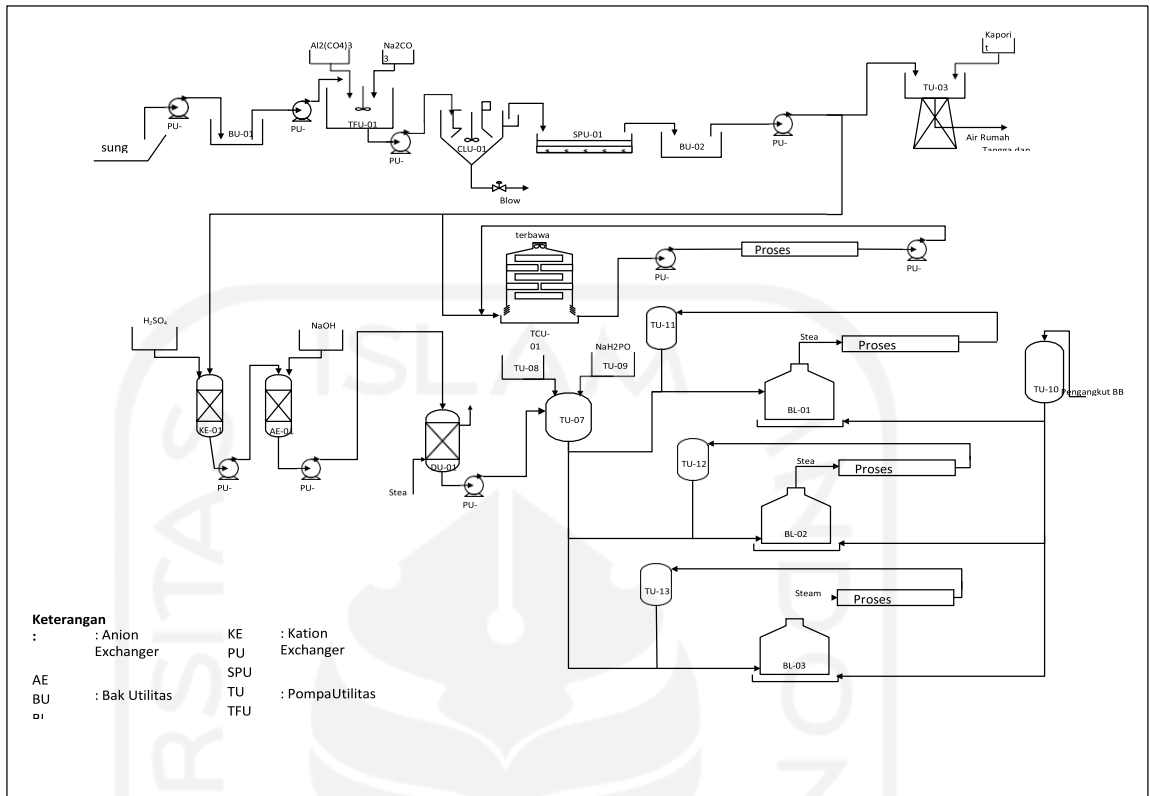 Al2(CO4)3
Na2CO
3
Kapori
t
TU-03
Air Rumah
sung
PU-
BU-01
PU-
TFU-01
PU-
CLU-01
Blow
SPU-01
BU-02
PU-
terbawa
TCU-
01
PU-
Proses
PU-
H₂SO₄
NaOH
KE-01
AE-01
PU-
PU-
DU-01
Stea
PU-
TU-08
NaH2PO
TU-09
TU-07
TU-11
Stea
Proses
BL-01
TU-10
Pengangkut BB
TU-12
Stea
Proses
BL-02
TU-13
Steam
Proses
BL-03
Keterangan
:
: Anion
Exchanger
AE
BU
: Bak Utilitas
KE
: Kation
Exchanger
PU
SPU
TU
: PompaUtilitas
TFU
ISLAM
RSITAS
INDON